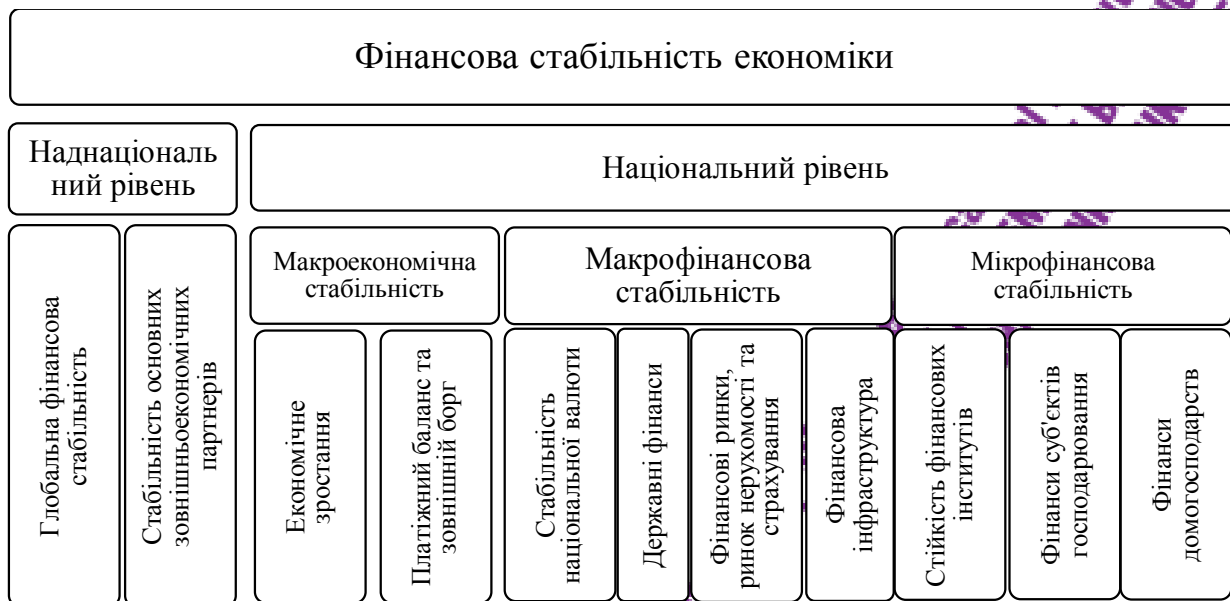 Фінансова стабільність економіки
Наднаціональ
ний рівень
Національний рівень
Макроекономічна
стабільність
Макрофінансова
стабільність
Мікрофінансова
стабільність
Глобальна фінансова
стабільність
Стабільність основних
зовнішньоекономічних
партнерів
Економічне
зростання
Платіжний баланс та
зовнішній борг
Стабільність
національної валюти
Державні фінанси
Фінансові ринки,
ринок нерухомості та
страхування
Фінансова
інфраструктура
Стійкість фінансових
інститутів
Фінанси суб'єктів
господарювання
Фінанси
домогосподарств